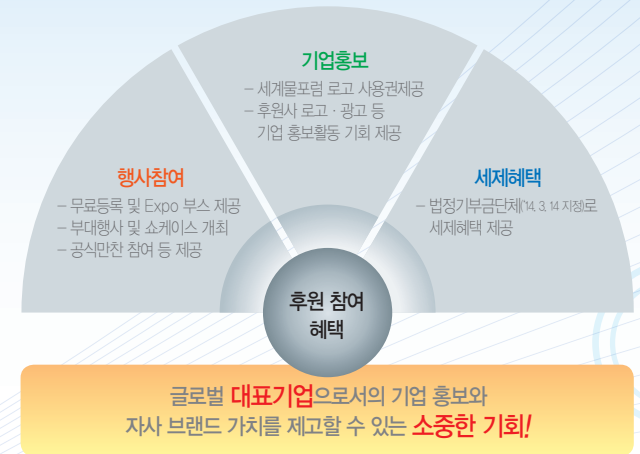 기업홍보
– 세계물포럼 로고 사용권제공
– 후원사 로고 · 광고 등
기업 홍보활동 기회 제공
행사참여
– 무료등록 및 Expo 부스 제공
– 부대행사 및 쇼케이스 개최
– 공식만찬 참여 등 제공
세제혜택
– 법정기부금단체('14. 3. 14 지정)로
세제혜택 제공
후원 참여
혜택
글로벌 대표기업으로서의 기업 홍보와
자사 브랜드 가치를 제고할 수 있는 소중한 기회!